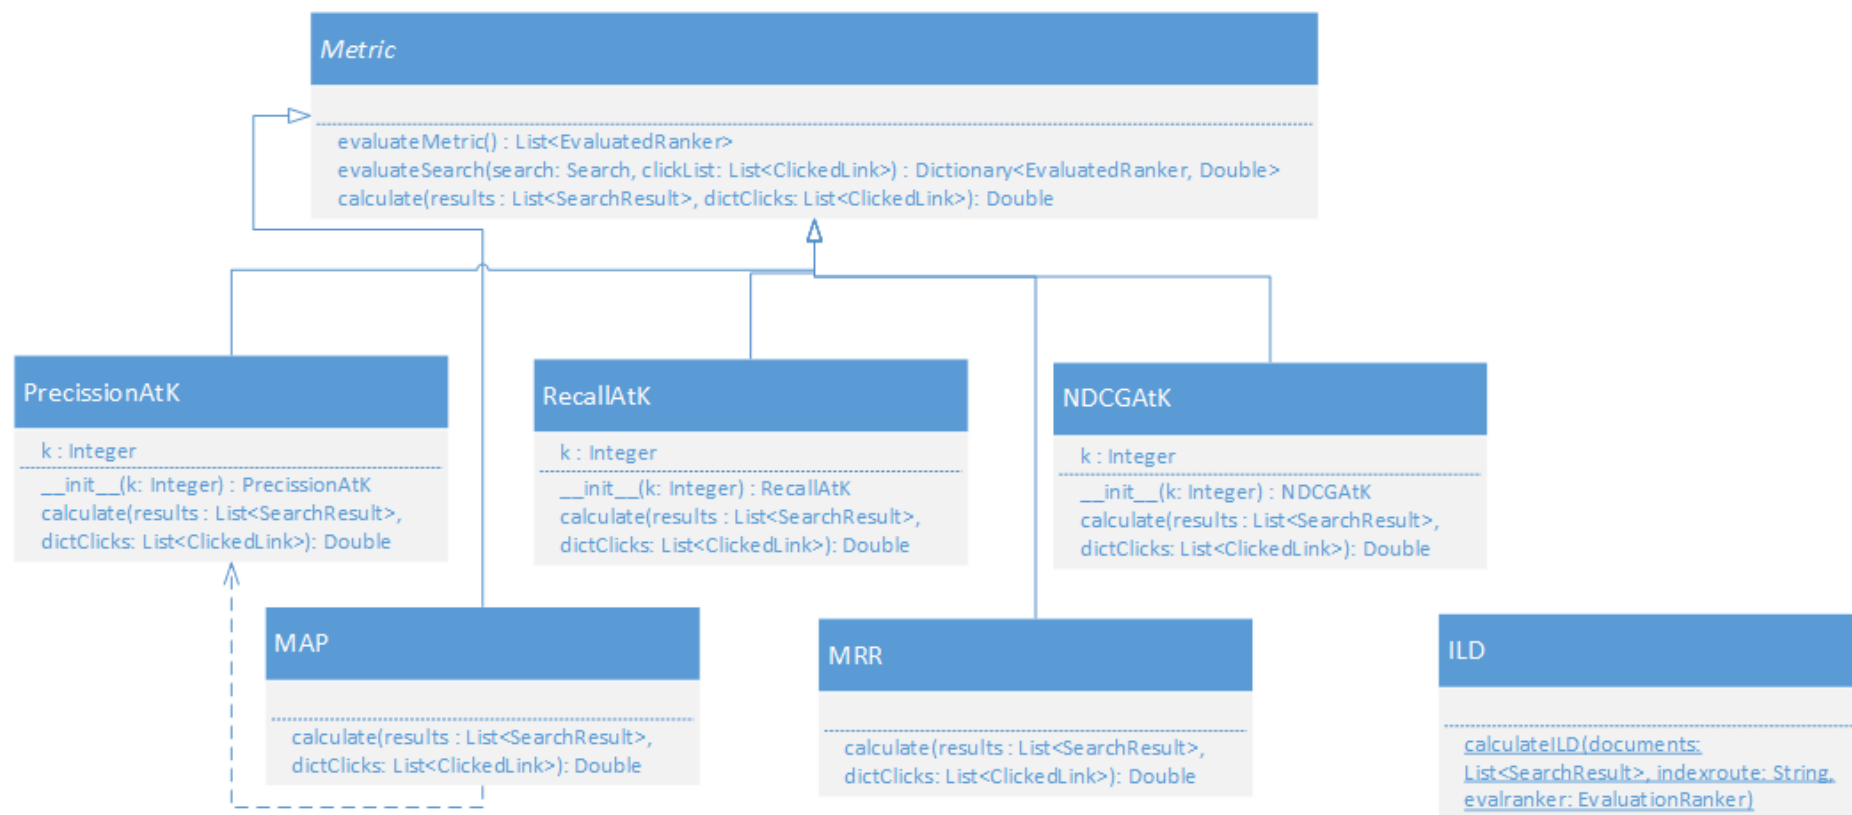 Metric
evaluateMetric() : List<EvaluatedRanker>
evaluateSearch(search: Search, clickList: List<ClickedLink>) : Dictionary<EvaluatedRanker, Double>
calculate(results : List<SearchResult>, dictClicks: List<ClickedLink>): Double
PrecissionAtK
k : Integer
__init__(k: Integer) : PrecissionAtK
calculate(results : List<SearchResult>,
dictClicks: List<ClickedLink>): Double
RecallAtK
k : Integer
__init__(k: Integer) : RecallAtK
calculate(results : List<SearchResult>,
dictClicks: List<ClickedLink>): Double
NDCGAtK
k : Integer
__init__(k: Integer) : NDCGAtK
calculate(results : List<SearchResult>,
dictClicks: List<ClickedLink>): Double
MAP
calculate(results : List<SearchResult>,
dictClicks: List<ClickedLink>): Double
MRR
calculate(results : List<SearchResult>,
dictClicks: List<ClickedLink>): Double
ILD
calculateILD(documents:
List<SearchResult>, indexroute: String,
evalranker: EvaluationRanker)